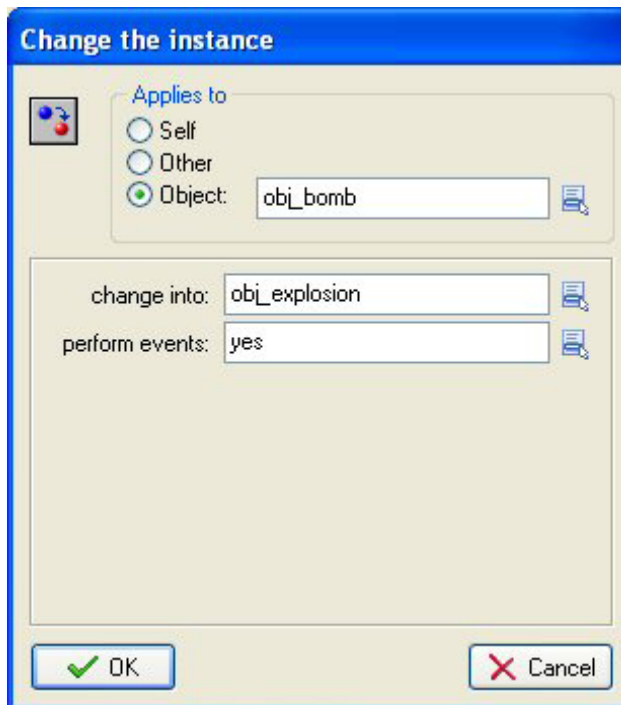 Change the instance
Applies to
Self
Other
Object: obj_bomb
change into: obj_explosion
perform events: yes
OK Cancel